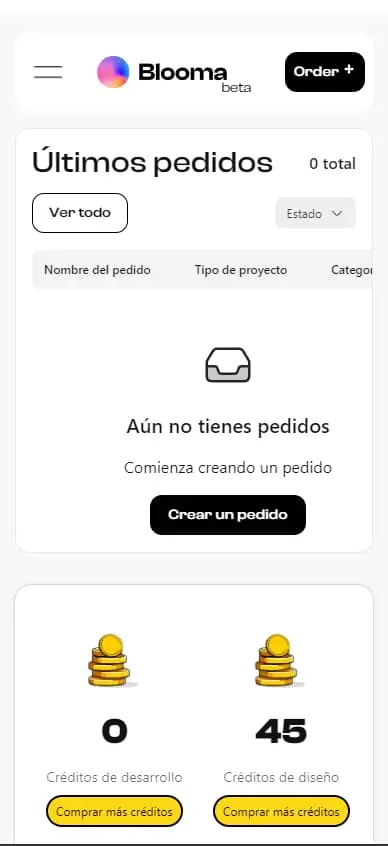 Blooma
beta
Order +
Últimos pedidos
0 total
Ver todo
Estado
Nombre del pedido
Tipo de proyecto
Categor
Aún no tienes pedidos
Comienza creando un pedido
Crear un pedido
0
45
Créditos de desarrollo
Créditos de diseño
Comprar más créditos
Comprar más créditos